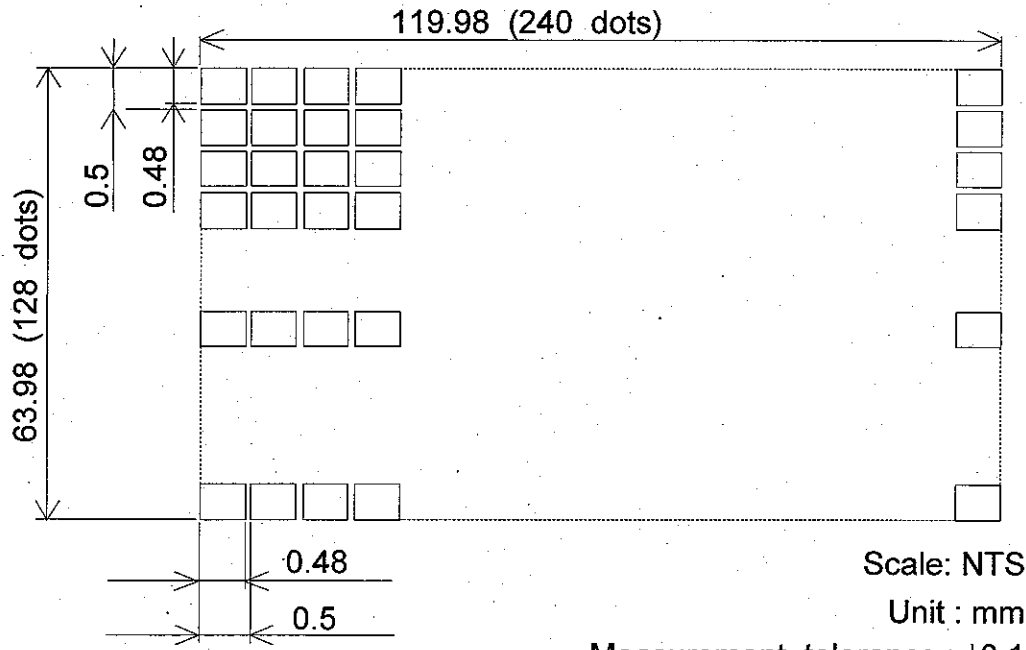 119.98 (240 dots)
0.5
0.48
63.98 (128 dots)
0.48
0.5
Scale: NTS
Unit : mm